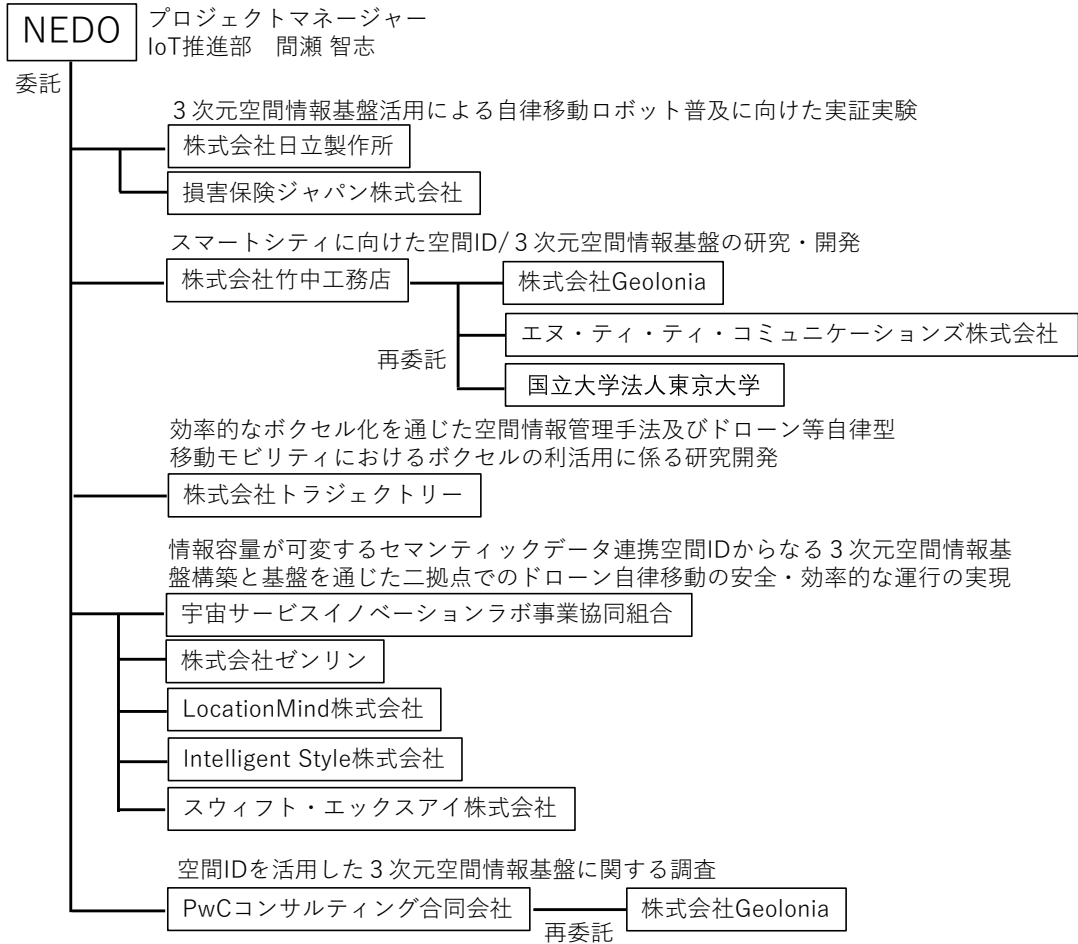 NEDO
プロジェクトマネージャー
IoT推進部　間瀬 智志
委託
３次元空間情報基盤活用による自律移動ロボット普及に向けた実証実験
株式会社日立製作所
損害保険ジャパン株式会社
スマートシティに向けた空間ID/３次元空間情報基盤の研究・開発
株式会社竹中工務店
株式会社Geolonia
エヌ・ティ・ティ・コミュニケーションズ株式会社
再委託
国立大学法人東京大学
効率的なボクセル化を通じた空間情報管理手法及びドローン等自律型
移動モビリティにおけるボクセルの利活用に係る研究開発
株式会社トラジェクトリー
情報容量が可変するセマンティックデータ連携空間IDからなる３次元空間情報基
盤構築と基盤を通じた二拠点でのドローン自律移動の安全・効率的な運行の実現
宇宙サービスイノベーションラボ事業協同組合
株式会社ゼンリン
LocationMind株式会社
Intelligent Style株式会社
スウィフト・エックスアイ株式会社
空間IDを活用した３次元空間情報基盤に関する調査
PwCコンサルティング合同会社
株式会社Geolonia
再委託